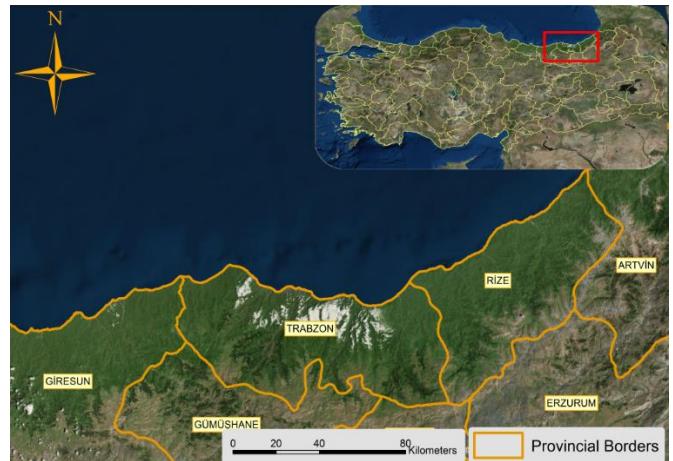 N
ARTVİN
RİZE
TRABZON
GİRESUN
ERZURUM
GÜMÜŞHANE
0 20 40 80
Kilometers
Provincial Borders